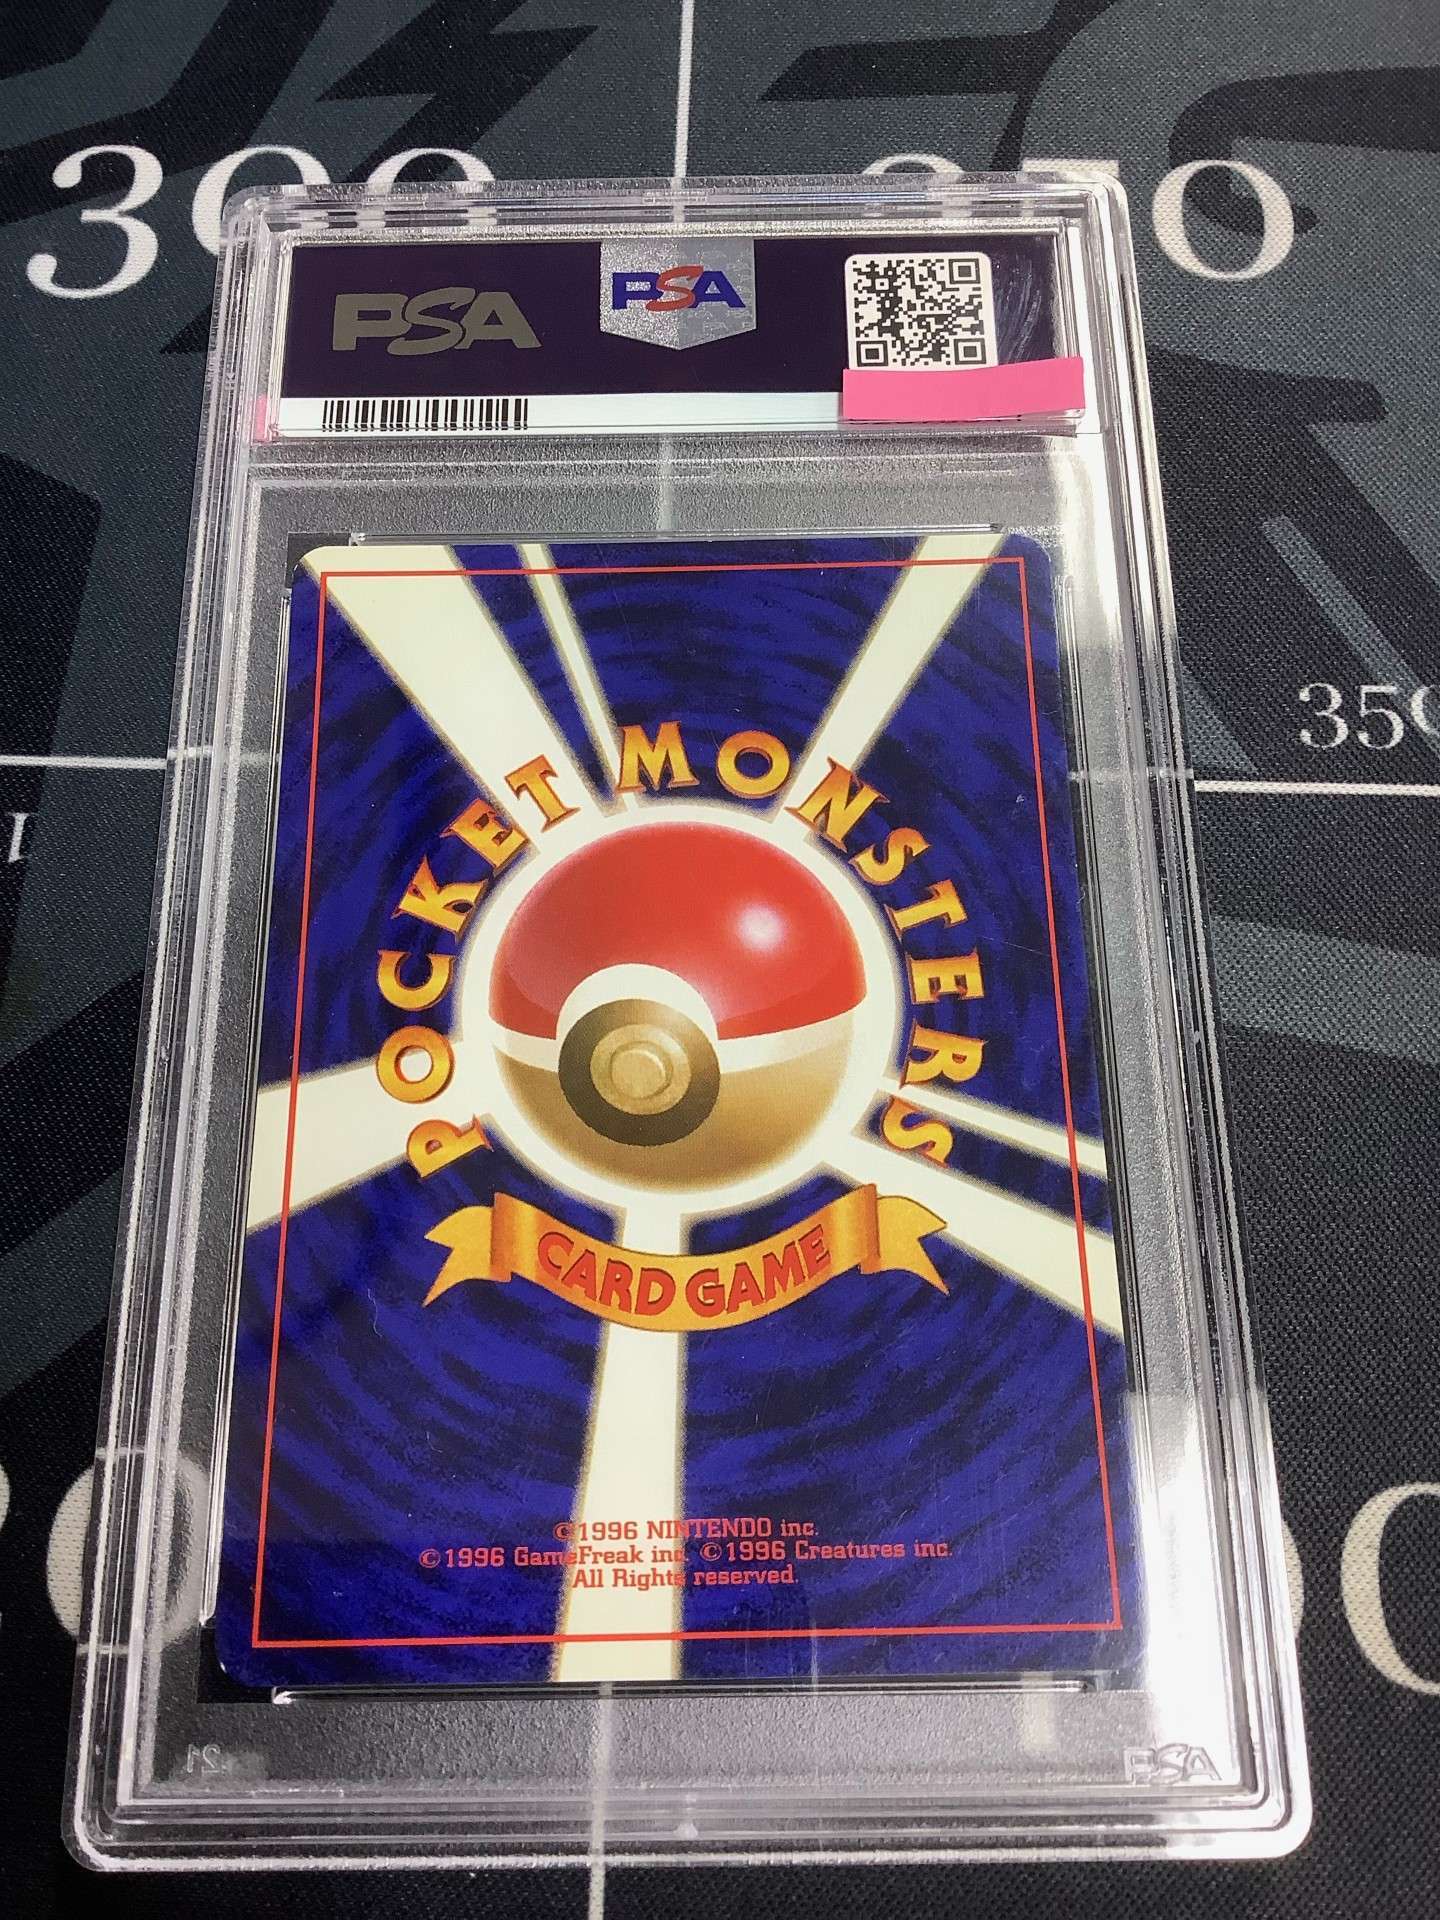 PSA
PSA
POCKET MONSTERS
CARD GAME
©1996 NINTENDO inc.
©1996 GameFreak inc. ©1996 Creatures inc.
All Rights reserved.
PSA